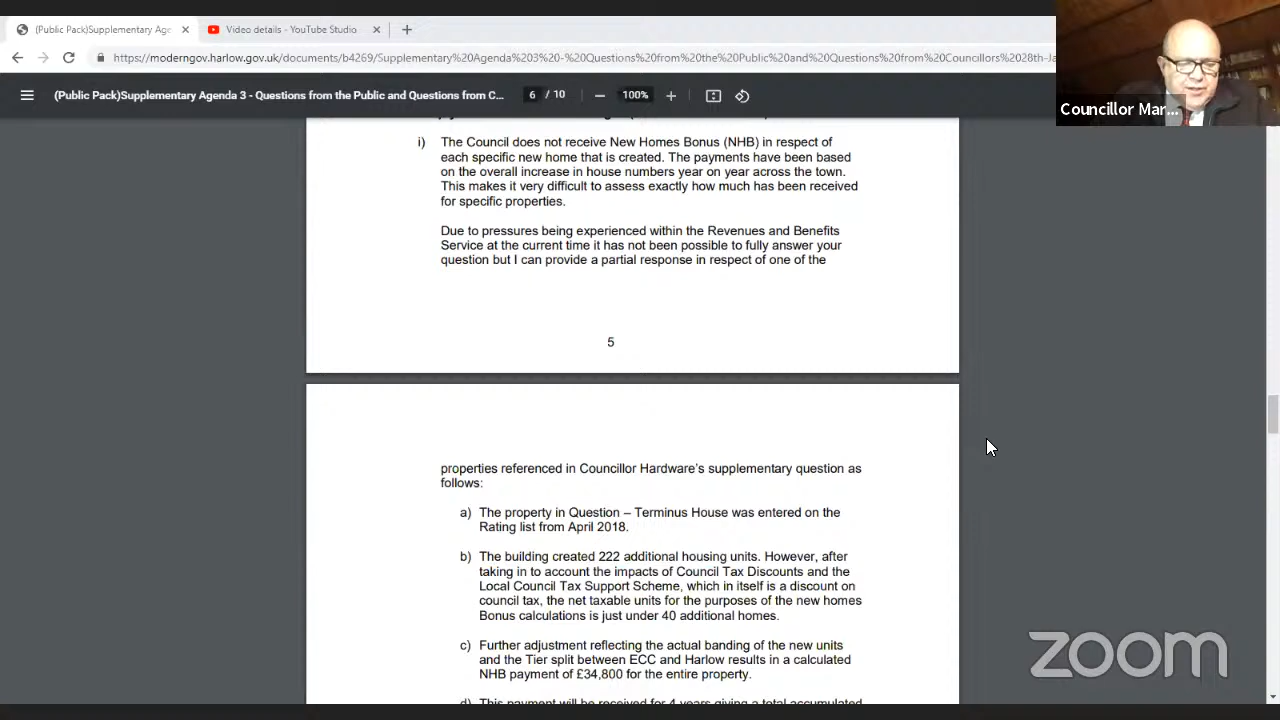 (Public Pack)Supplementary Age
Video details - YouTube Studio
https://moderngov.harlow.gov.uk/documents/b4269/Supplementary%20Agenda%203%20-%20Questions%20from%20the%20Public%20and%20Questions%20from%20Councillors%2028th-Ja
(Public Pack)Supplementary Agenda 3 - Questions from the Public and Questions from C...
6 / 10
100%
Councillor Mar...
i) The Council does not receive New Homes Bonus (NHB) in respect of
each specific new home that is created. The payments have been based
on the overall increase in house numbers year on year across the town.
This makes it very difficult to assess exactly how much has been received
for specific properties.
Due to pressures being experienced within the Revenues and Benefits
Service at the current time it has not been possible to fully answer your
question but I can provide a partial response in respect of one of the
5
properties referenced in Councillor Hardware's supplementary question as
follows:
a) The property in Question – Terminus House was entered on the
Rating list from April 2018.
b) The building created 222 additional housing units. However, after
taking in to account the impacts of Council Tax Discounts and the
Local Council Tax Support Scheme, which in itself is a discount on
council tax, the net taxable units for the purposes of the new homes
Bonus calculations is just under 40 additional homes.
c) Further adjustment reflecting the actual banding of the new units
and the Tier split between ECC and Harlow results in a calculated
NHB payment of £34,800 for the entire property.
d) This payment will be received for 4 years giving a total accumulated
zoom